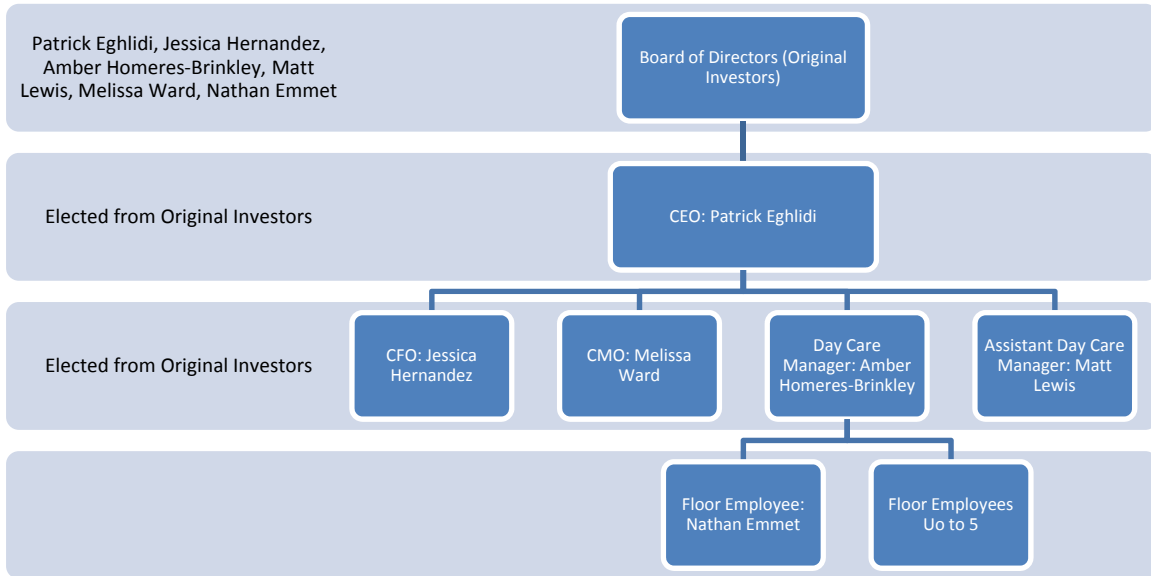 Patrick Eghlidi, Jessica Hernandez,
Amber Homeres-Brinkley, Matt
Lewis, Melissa Ward, Nathan Emmet
Board of Directors (Original
Investors)
Elected from Original Investors
CEO: Patrick Eghlidi
Elected from Original Investors
CFO: Jessica
Hernandez
CMO: Melissa
Ward
Day Care
Manager: Amber
Homeres-Brinkley
Assistant Day Care
Manager: Matt
Lewis
Floor Employee:
Nathan Emmet
Floor Employees
Uo to 5